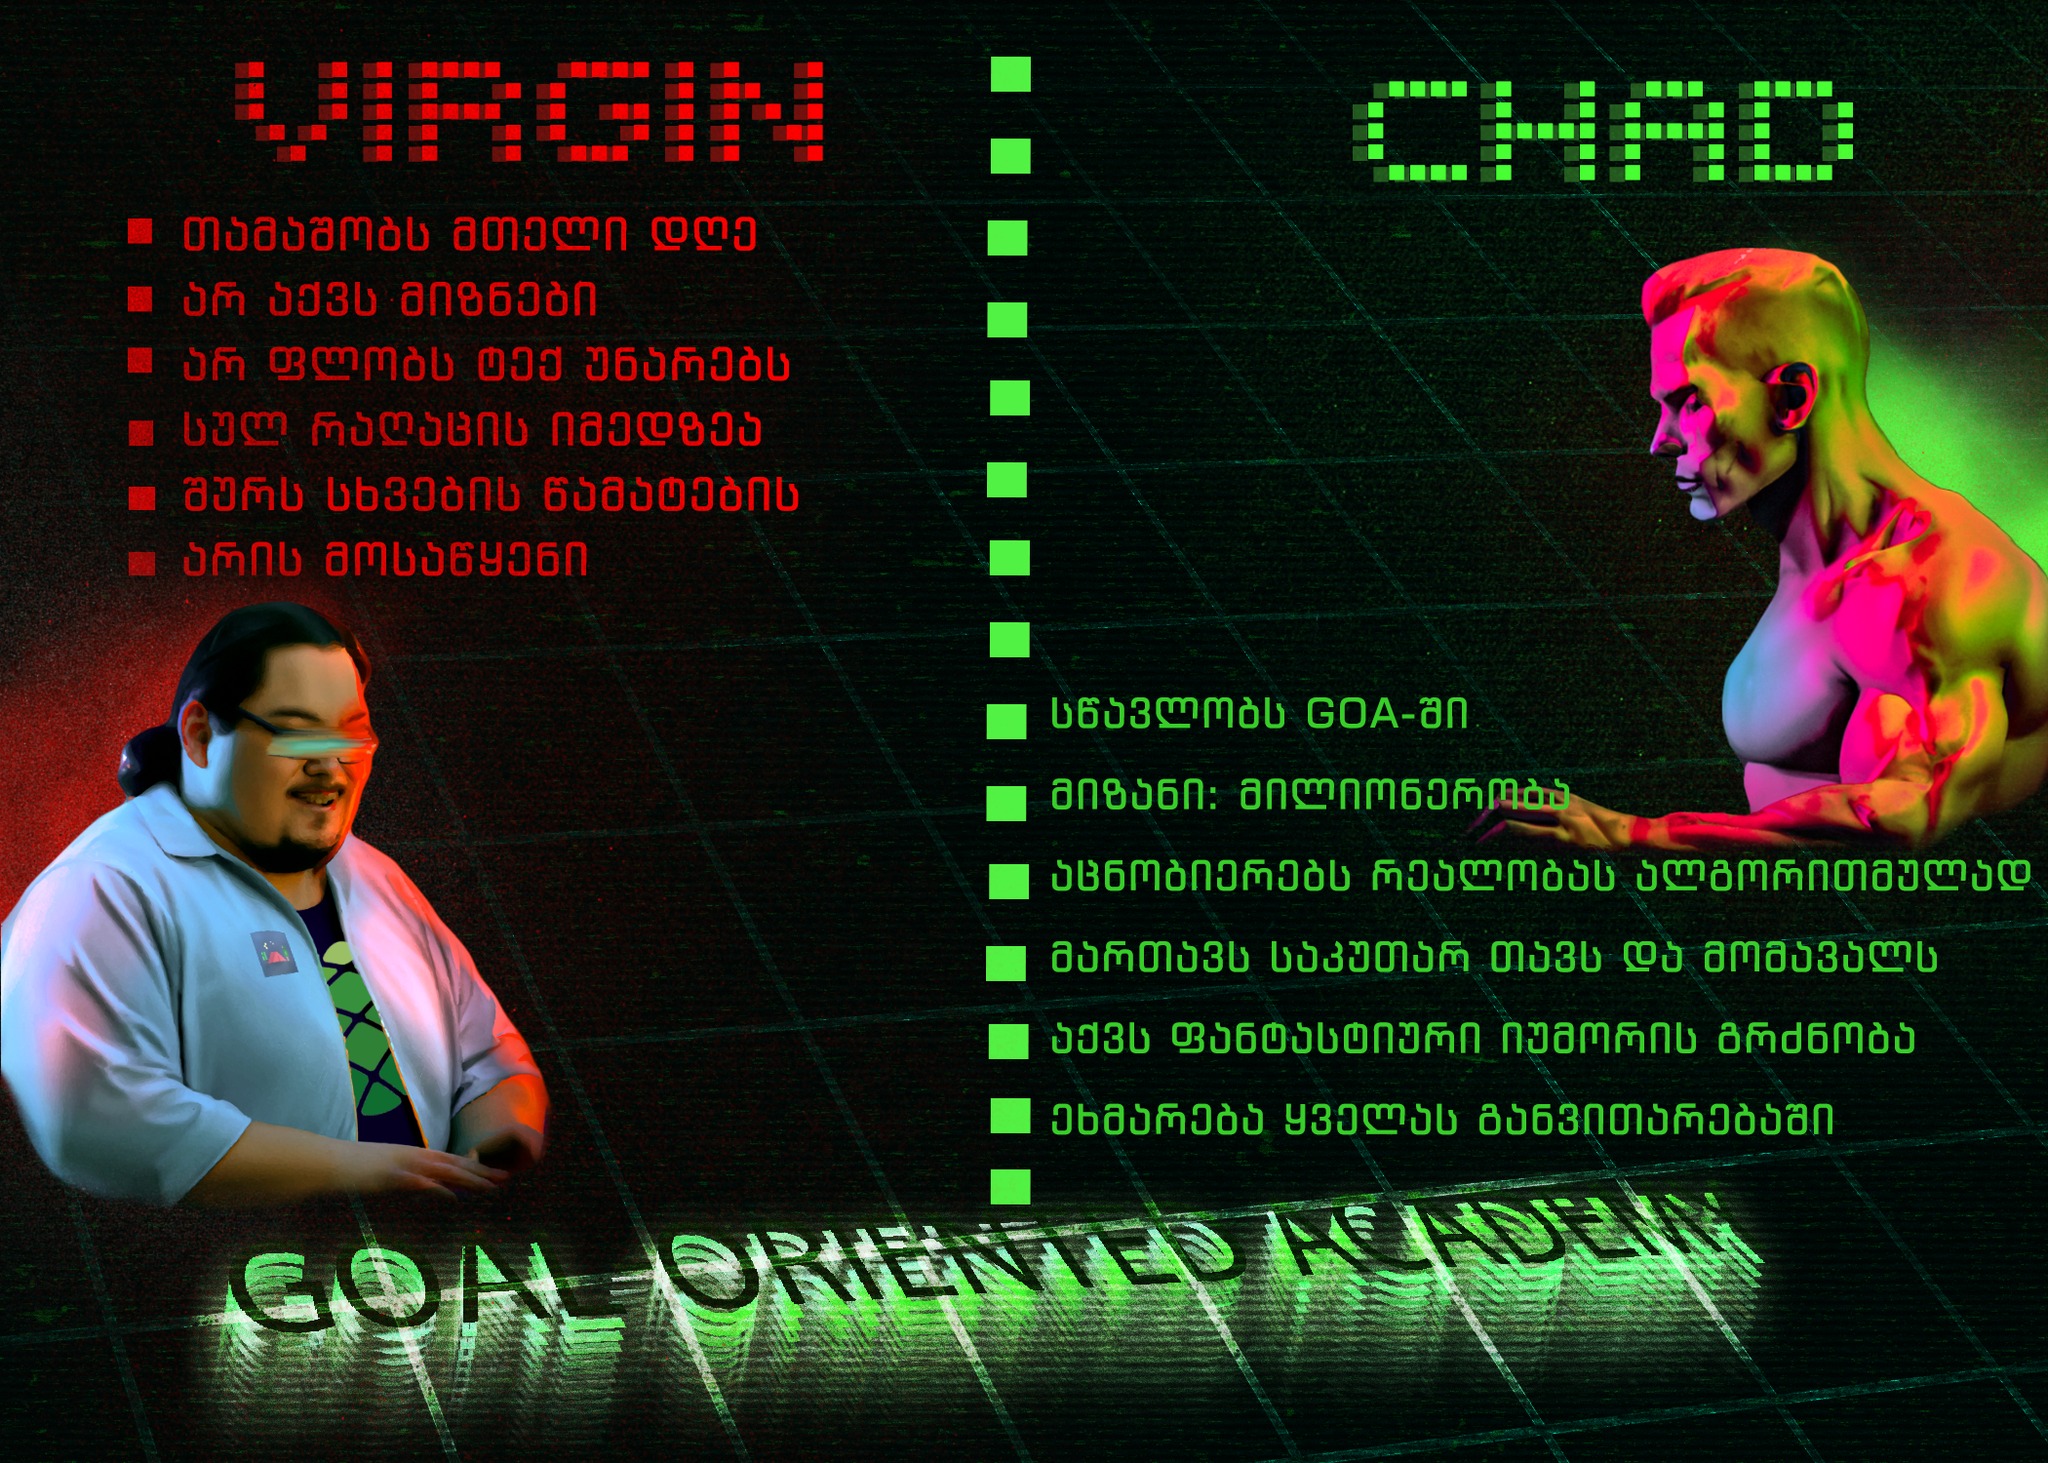 VIRGIN
თამაშობს მთელი დღე
არ აქვს მიზნები
არ ფლობს ტექ უნარებს
სულ რაღაცის იმედზეა
შურს სხვების წამატების
არის მოსაწყენი
CHAD
სწავლობს GOA-ში
მიზანი: მილიონერობა
აცნობიერებს რეალობას ალგორითმულად
მართავს საკუთარ თავს და მომავალს
აქვს ფანტასტიური იუმორის გრძნობა
ეხმარება ყველას განვითარებაში
GOAL ORIENTED ACADEMY